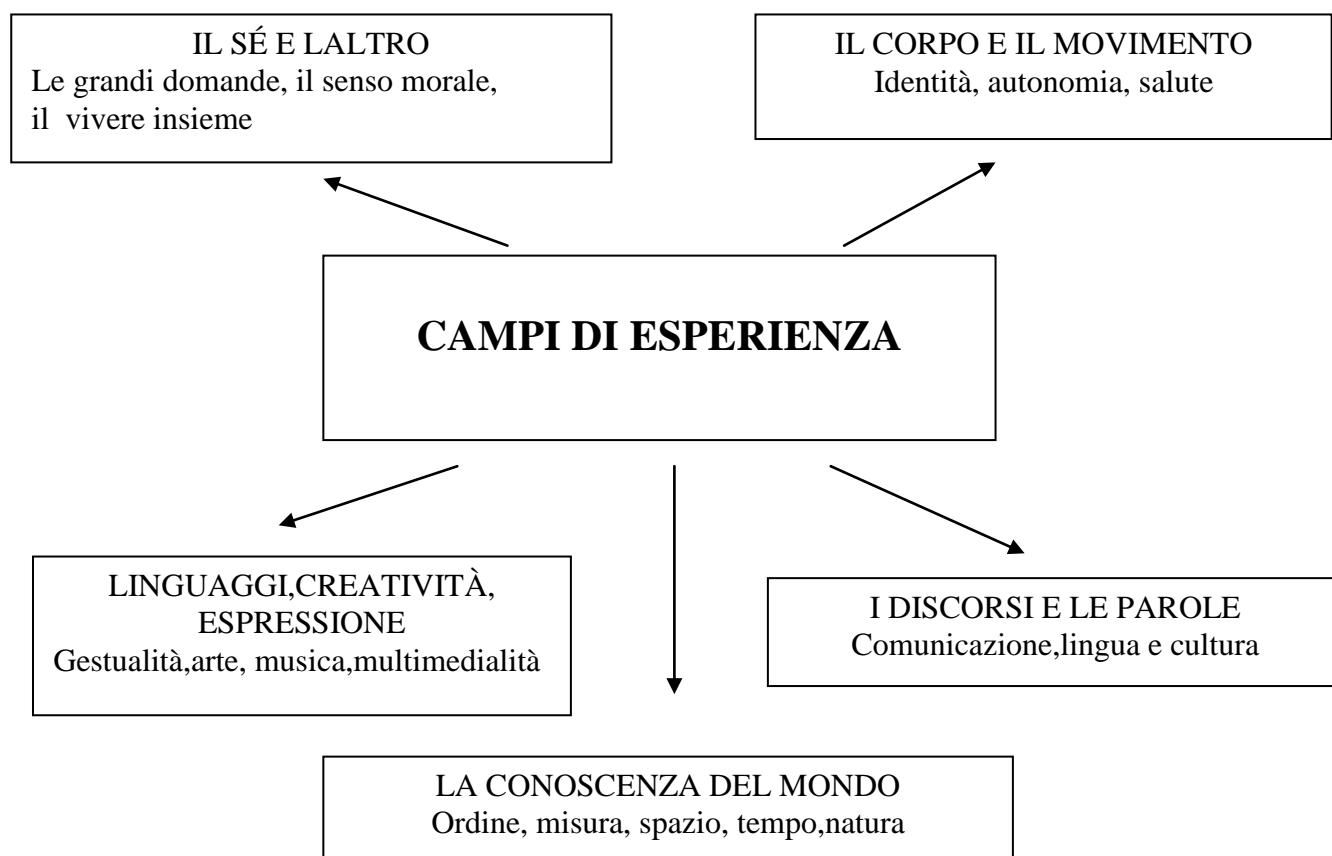 IL SÉ E LALTRO
Le grandi domande, il senso morale,
il  vivere insieme
IL CORPO E IL MOVIMENTO
Identità, autonomia, salute
CAMPI DI ESPERIENZA
LINGUAGGI,CREATIVITÀ,
ESPRESSIONE
Gestualità,arte, musica,multimedialità
I DISCORSI E LE PAROLE
Comunicazione,lingua e cultura
LA CONOSCENZA DEL MONDO
Ordine, misura, spazio, tempo,natura